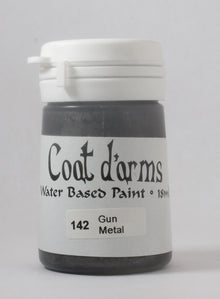 Coat d'arms
Water Based Paint • 18ml
142 Gun
Metal